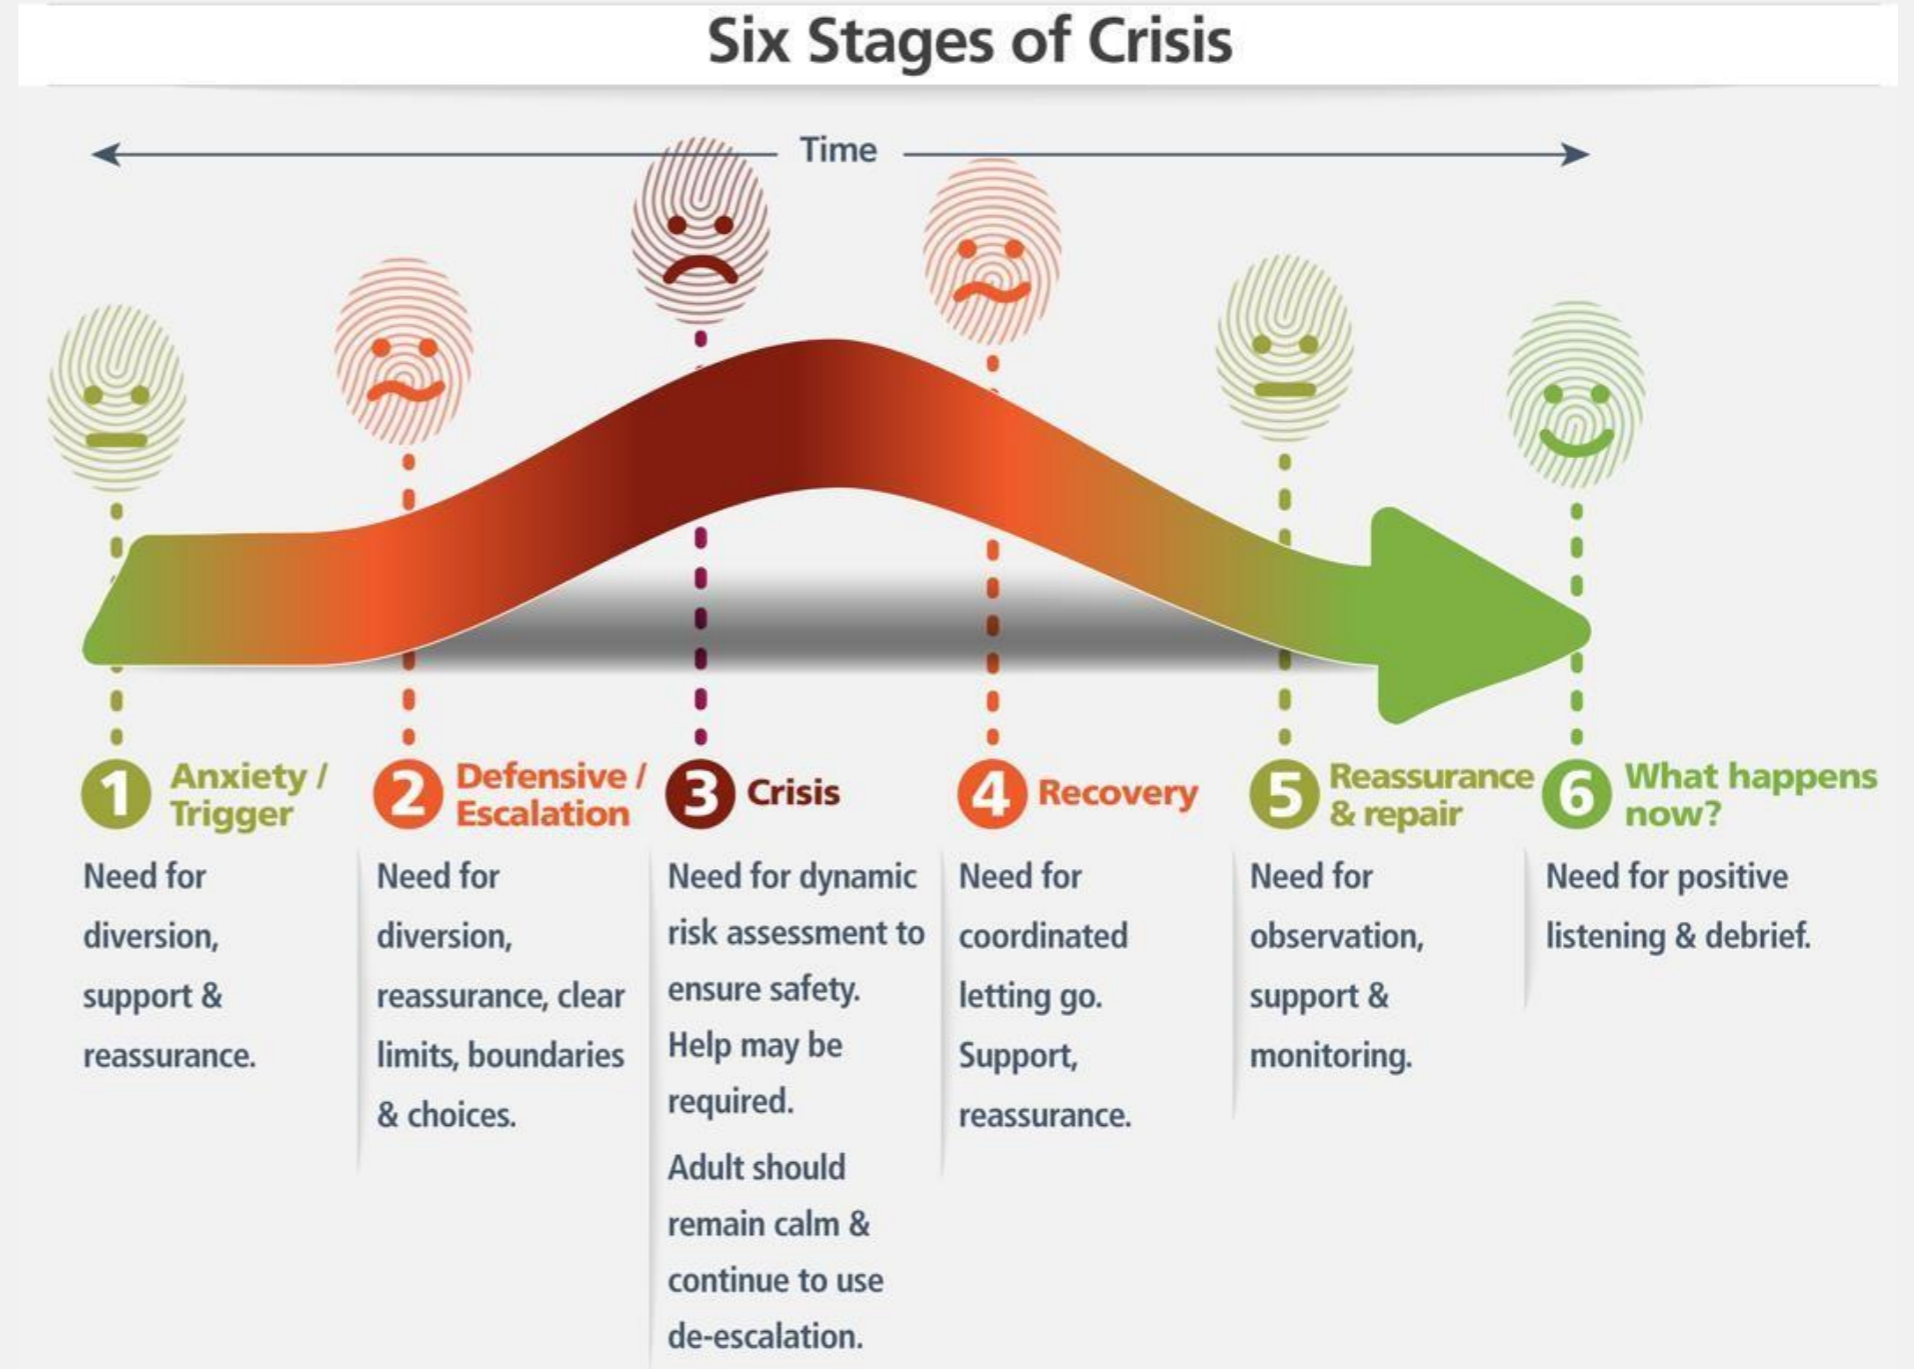 Six Stages of Crisis
Time
1
Anxiety /
Trigger
Need for
diversion,
support &
reassurance.
2
Defensive /
Escalation
Need for
diversion,
reassurance, clear
limits, boundaries
& choices.
3
Crisis
Need for dynamic
risk assessment to
ensure safety.
Help may be
required.
Adult should
remain calm &
continue to use
de-escalation.
4
Recovery
Need for
coordinated
letting go.
Support,
reassurance.
5
Reassurance
& repair
Need for
observation,
support &
monitoring.
6
What happens
now?
Need for positive
listening & debrief.